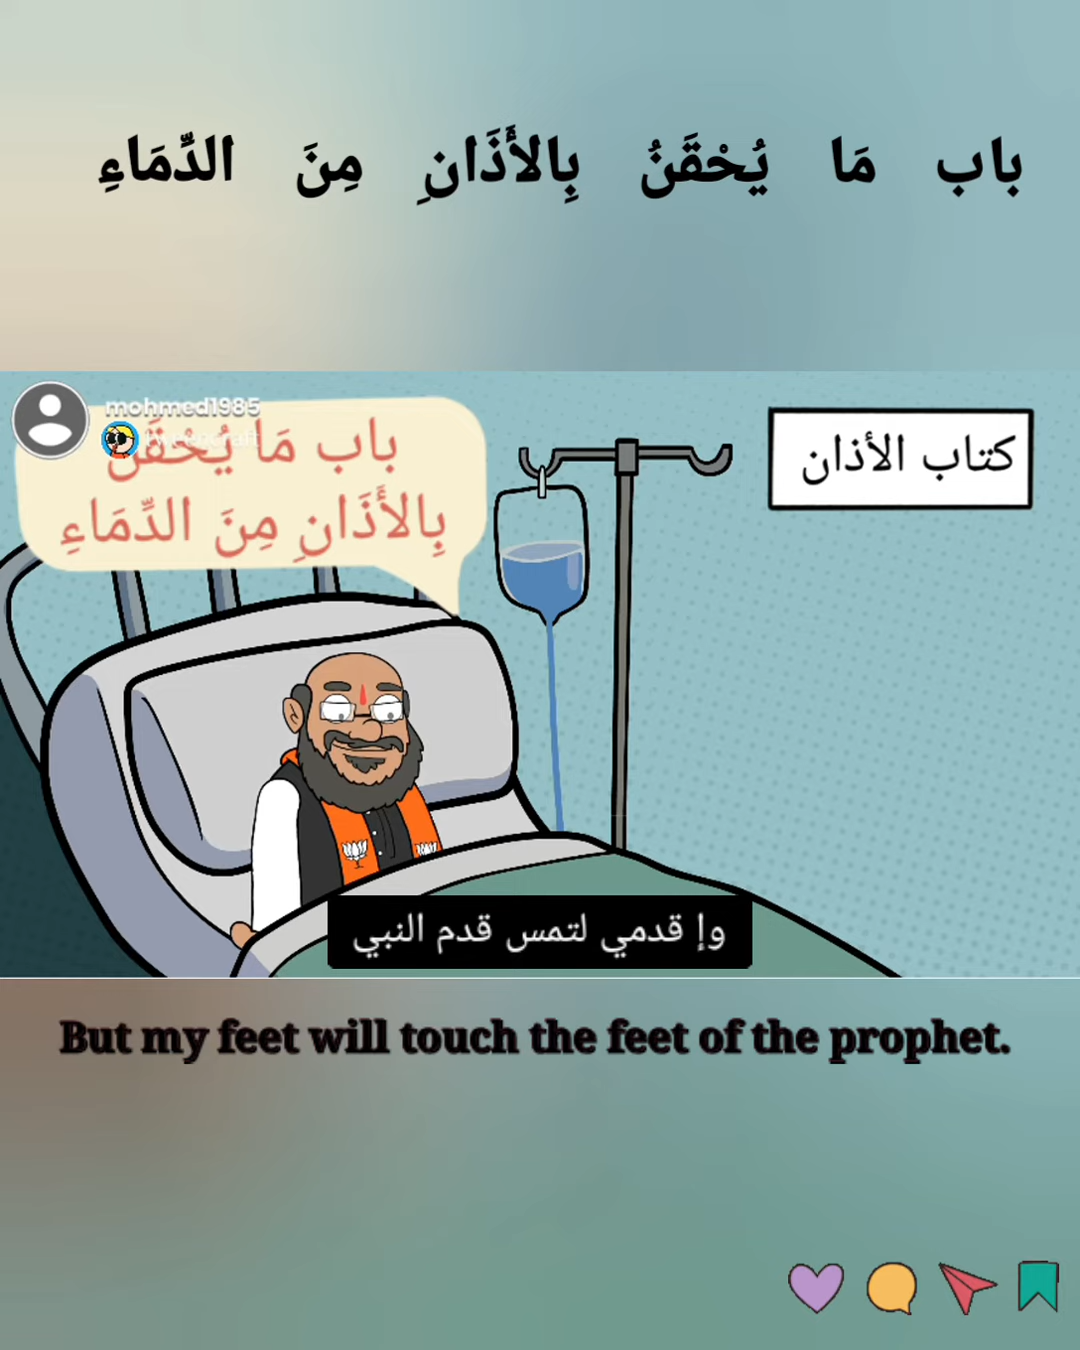 باب مَا يُحْقَنُ بِالأَذَانِ مِنَ الدِّمَاءِ
mohmed1985
باب مَا يُحْقَنُ
بِالأَذَانِ مِنَ الدِّمَاءِ
كتاب الأذان
وإ قدمي لتمس قدم النبي
But my feet will touch the feet of the prophet.